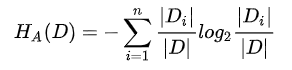 $H_A(D) = -\sum_{i=1}^{n} \frac{|D_i|}{|D|} log_2 \frac{|D_i|}{|D|}$